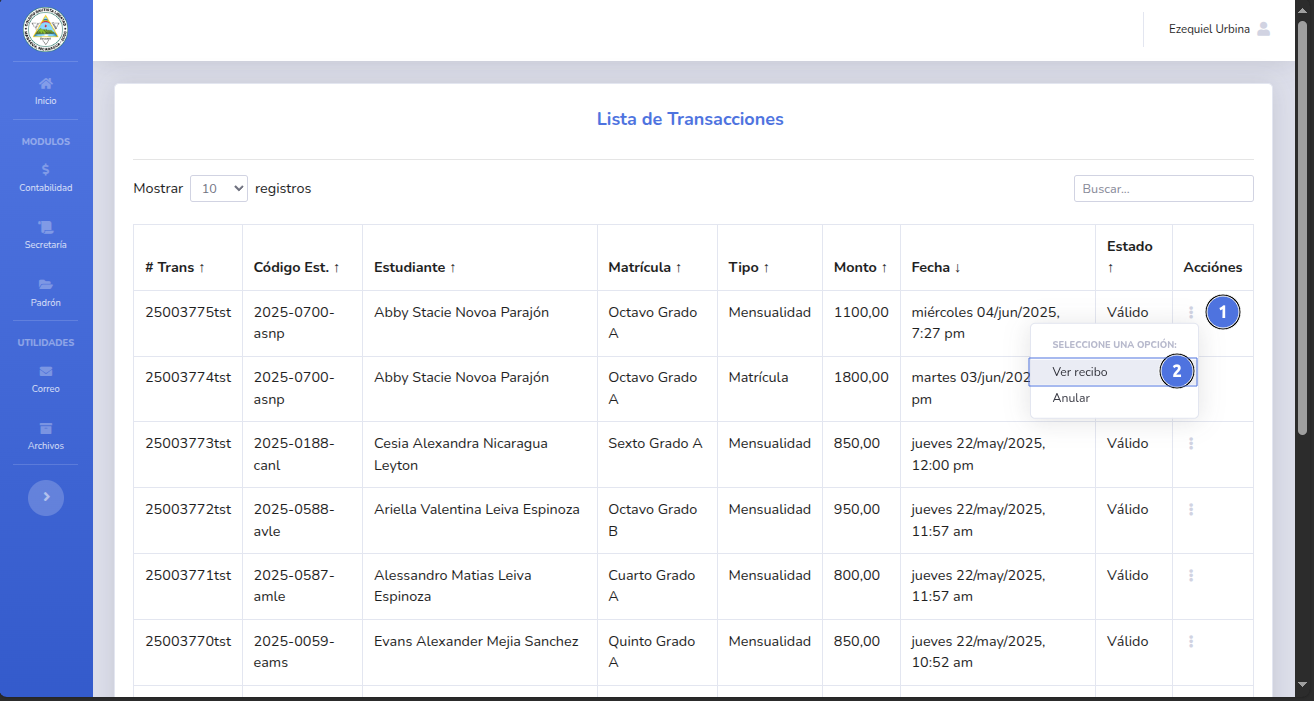 Ezequiel Urbina
Inicio
MODULOS
Contabilidad
Secretaría
Padrón
UTILIDADES
Correo
Archivos
Lista de Transacciones
Mostrar 10 registros
Buscar...
# Trans ↑ Código Est. ↑ Estudiante ↑ Matrícula ↑ Tipo ↑ Monto ↑ Fecha ↓ Estado ↑ Acciónes
25003775tst 2025-0700- Abby Stacie Novoa Parajón Octavo Grado Mensualidad 1100,00 miércoles 04/jun/2025, Válido 1
asnp A 7:27 pm
SELECCIONE UNA OPCIÓN:
Ver recibo 2
Anular
25003774tst 2025-0700- Abby Stacie Novoa Parajón Octavo Grado Matrícula 1800,00 martes 03/jun/202
asnp A pm
25003773tst 2025-0188- Cesia Alexandra Nicaragua Sexto Grado A Mensualidad 850,00 jueves 22/may/2025, Válido
canl Leyton 12:00 pm
25003772tst 2025-0588- Ariella Valentina Leiva Espinoza Octavo Grado Mensualidad 950,00 jueves 22/may/2025, Válido
avle B 11:57 am
25003771tst 2025-0587- Alessandro Matias Leiva Cuarto Grado Mensualidad 800,00 jueves 22/may/2025, Válido
amle Espinoza A 11:57 am
25003770tst 2025-0059- Evans Alexander Mejia Sanchez Quinto Grado Mensualidad 850,00 jueves 22/may/2025, Válido
eams A 10:52 am